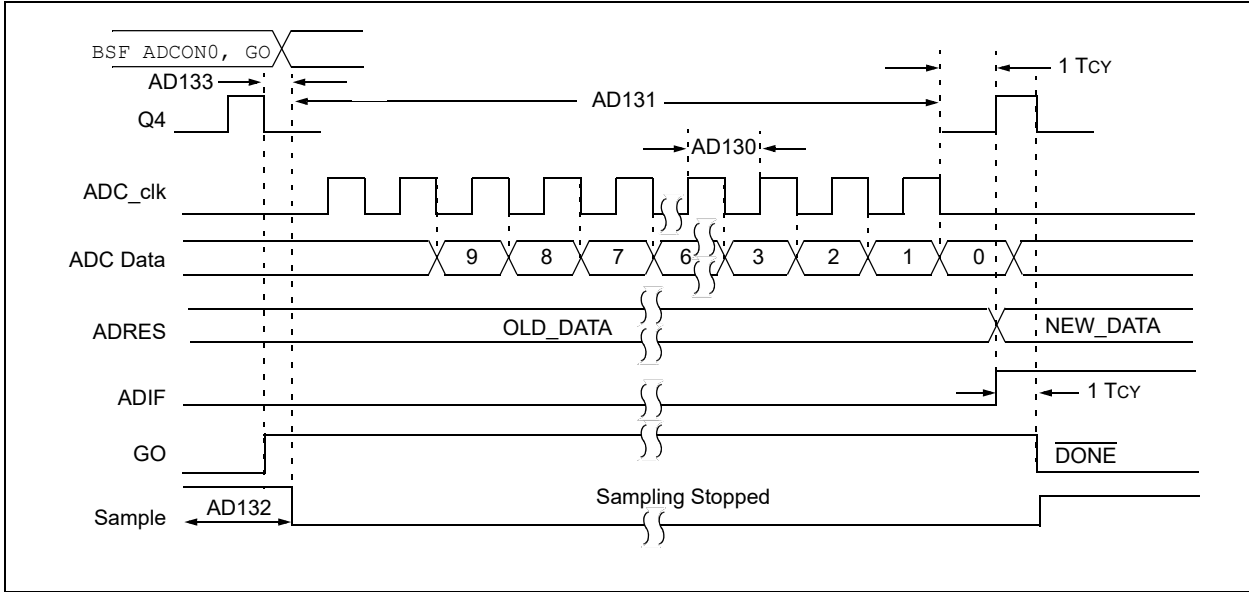 BSF ADCON0, GO
AD133
1 TCY
AD131
Q4
AD130
ADC_clk
ADC Data 9 8 7 6 3 2 1 0
ADRES OLD_DATA NEW_DATA
ADIF 1 TCY
GO DONE
Sampling Stopped
AD132
Sample